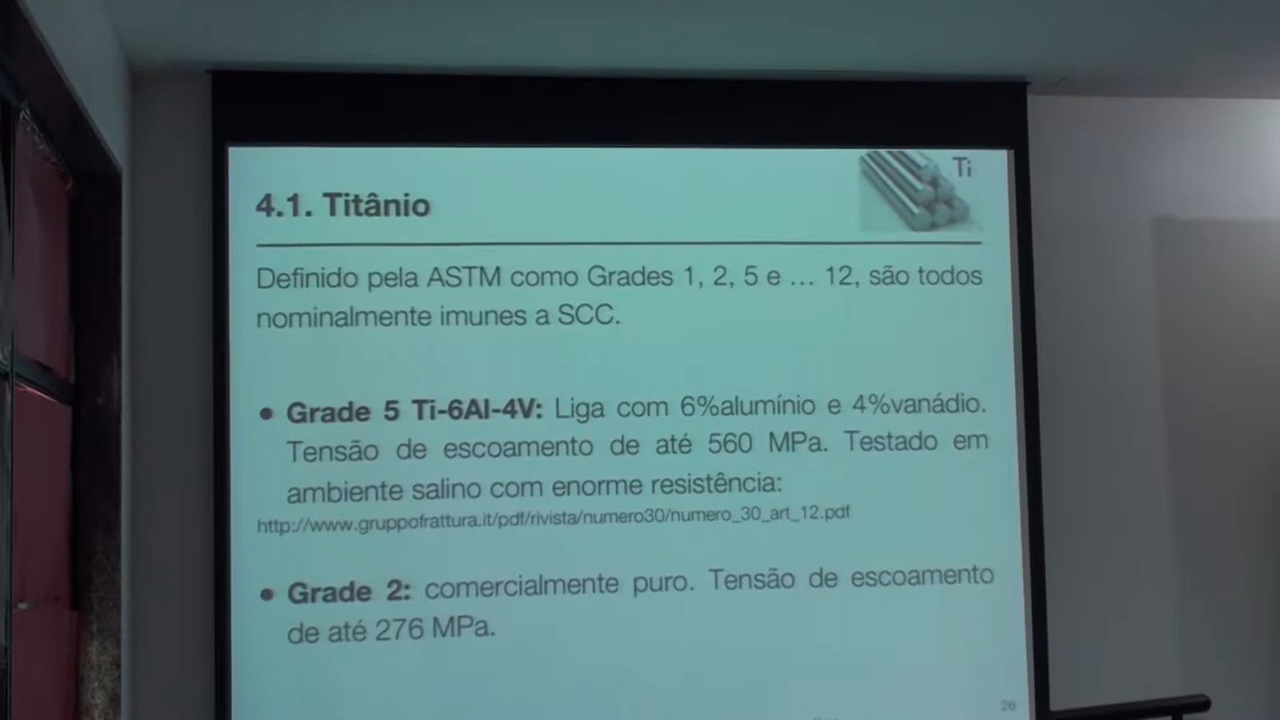 Ti
4.1. Titânio
Definido pela ASTM como Grades 1, 2, 5 e ... 12, são todos
nominalmente imunes a SCC.
• Grade 5 Ti-6Al-4V: Liga com 6%alumínio e 4%vanádio.
Tensão de escoamento de até 560 MPa. Testado em
ambiente salino com enorme resistência:
http://www.gruppofrattura.it/pdf/rivista/numero30/numero_30_art_12.pdf
• Grade 2: comercialmente puro. Tensão de escoamento
de até 276 MPa.
26